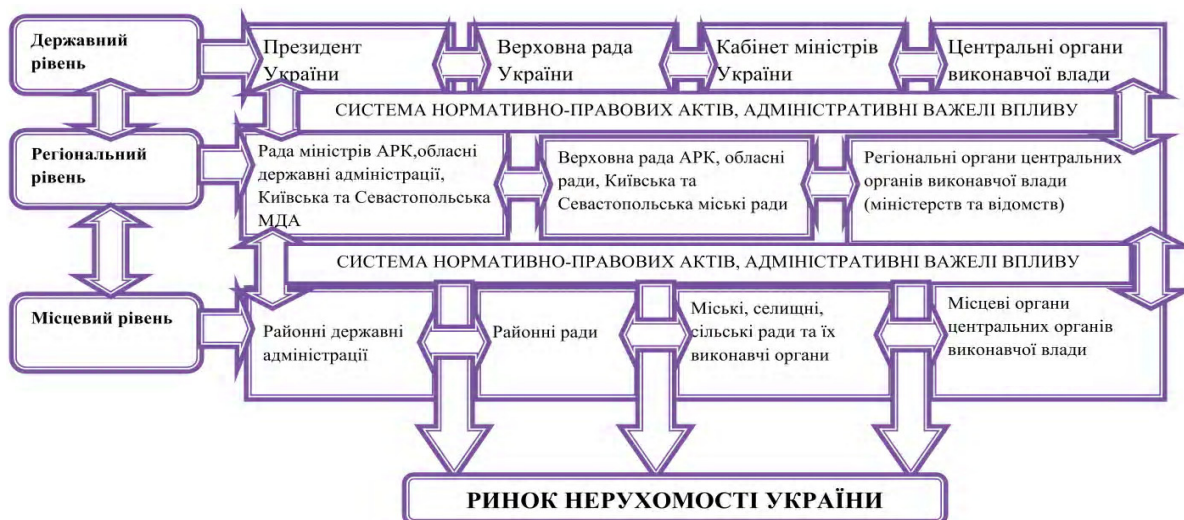 Державний
рівень
Президент
України
Верховна рада
України
Кабінет міністрів
України
Центральні органи
виконавчої влади
СИСТЕМА НОРМАТИВНО-ПРАВОВИХ АКТІВ, АДМІНІСТРАТИВНІ ВАЖЕЛІ ВПЛИВУ
Регіональний
рівень
Рада міністрів АРК,обласні
державні адміністрації,
Київська та Севастопольська
МДА
Верховна рада АРК, обласні
ради, Київська та
Севастопольська міські ради
Регіональні органи центральних
органів виконавчої влади
(міністерств та відомств)
СИСТЕМА НОРМАТИВНО-ПРАВОВИХ АКТІВ, АДМІНІСТРАТИВНІ ВАЖЕЛІ ВПЛИВУ
Місцевий рівень
Районні державні
адміністрації
Районні ради
Міські, селищні,
сільські ради та їх
виконавчі органи
Місцеві органи
центральних органів
виконавчої влади
РИНОК НЕРУХОМОСТІ УКРАЇНИ